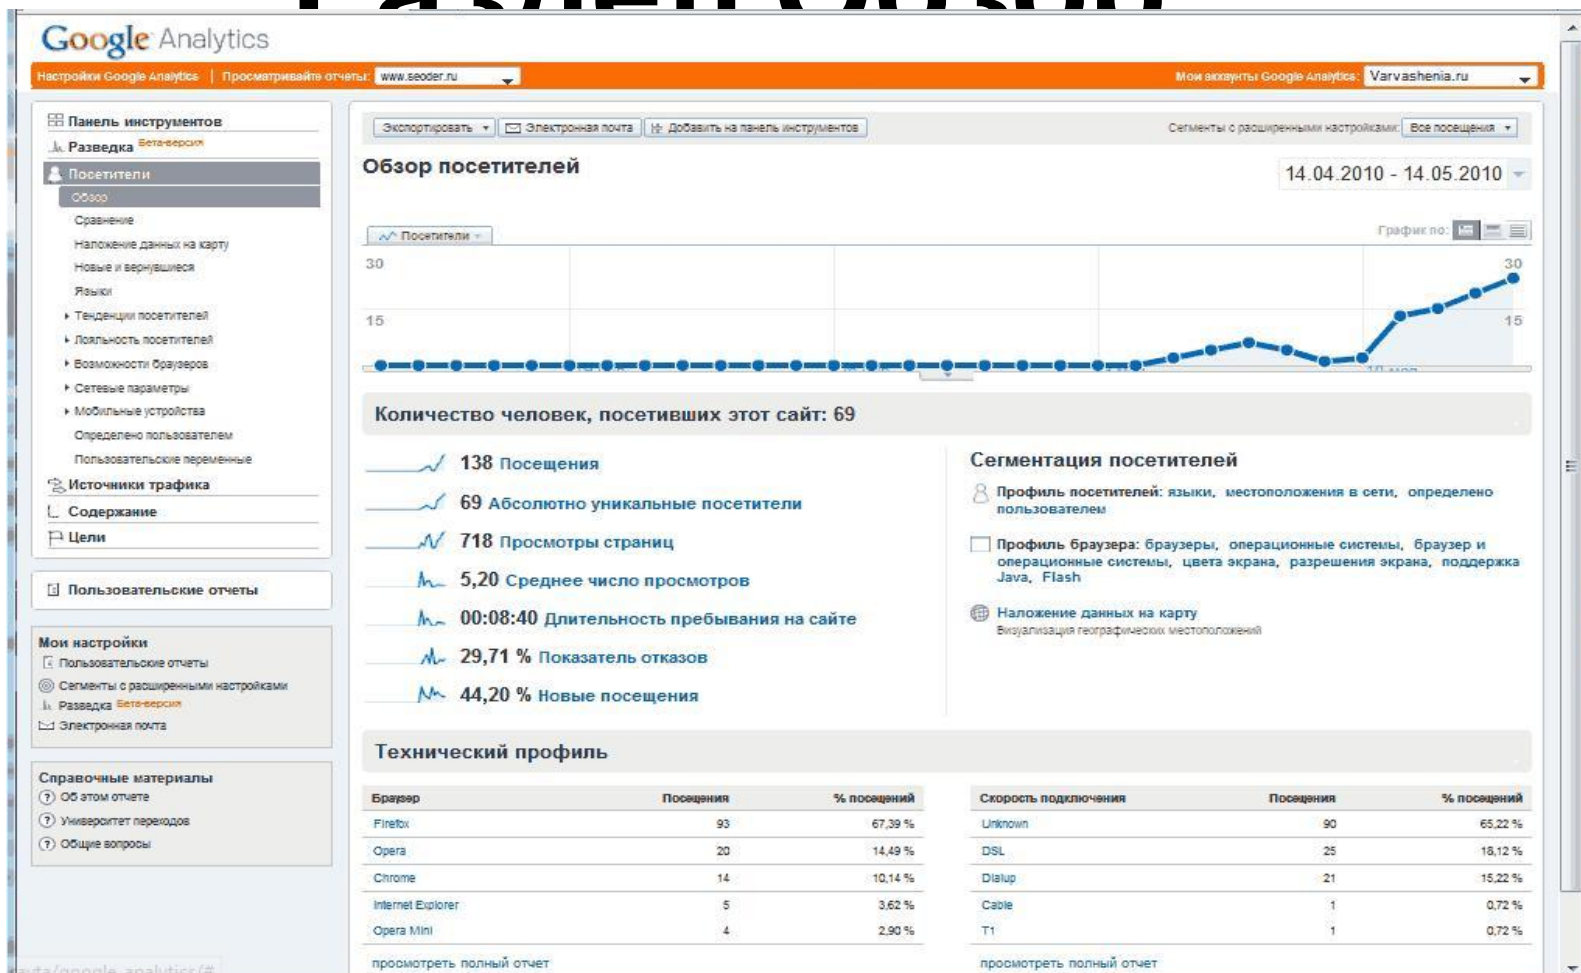 Раздел Обзор
Google Analytics
Настройки Google Analytics | Просматривайте отчеты: www.seoder.ru
Мои аккаунты Google Analytics: Varvashenia.ru
Панель инструментов
Разведка Бета-версия
Посетители
Обзор
Сравнение
Наложение данных на карту
Новые и вернувшиеся
Языки
Тенденции посетителей
Лояльность посетителей
Возможности браузеров
Сетевые параметры
Мобильные устройства
Определено пользователем
Пользовательские переменные
Источники трафика
Содержание
Цели
Пользовательские отчеты
Мои настройки
Пользовательские отчеты
Сегменты с расширенными настройками
Разведка Бета-версия
Электронная почта
Справочные материалы
Об этом отчете
Университет переходов
Общие вопросы
Экспортировать
Электронная почта
Добавить на панель инструментов
Сегменты с расширенными настройками: Все посещения
Обзор посетителей
14.04.2010 - 14.05.2010
Посетители
График по:
30 30
15 15
Количество человек, посетивших этот сайт: 69
138 Посещения
69 Абсолютно уникальные посетители
718 Просмотры страниц
5,20 Среднее число просмотров
00:08:40 Длительность пребывания на сайте
29,71 % Показатель отказов
44,20 % Новые посещения
Сегментация посетителей
Профиль посетителей: языки, местоположения в сети, определено
пользователем
Профиль браузера: браузеры, операционные системы, браузер и
операционные системы, цвета экрана, разрешения экрана, поддержка
Java, Flash
Наложение данных на карту
Визуализация географических местоположений
Технический профиль
Браузер Посещения % посещений
Firefox 93 67,39 %
Opera 20 14,49 %
Chrome 14 10,14 %
Internet Explorer 5 3,62 %
Opera Mini 4 2,90 %
просмотреть полный отчет
Скорость подключения Посещения % посещений
Unknown 90 65,22 %
DSL 25 18,12 %
Dialup 21 15,22 %
Cable 1 0,72 %
T1 1 0,72 %
просмотреть полный отчет